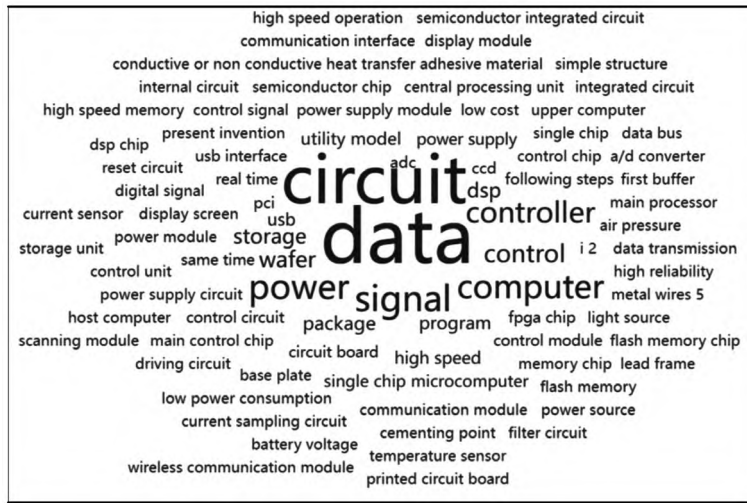 high speed operation semiconductor integrated circuit
communication interface display module
conductive or non conductive heat transfer adhesive material simple structure
internal circuit semiconductor chip central processing unit integrated circuit
high speed memory control signal power supply module low cost upper computer
dsp chip present invention utility model power supply single chip data bus
reset circuit usb interface circuit adc ccd control chip a/d converter
digital signal real time dsp following steps first buffer
current sensor display screen pci usb controller main processor
storage unit power module storage data air pressure
same time wafer control i 2 data transmission
control unit high reliability
power supply circuit power signal computer metal wires 5
host computer control circuit package program fpga chip light source
scanning module main control chip control module flash memory chip
driving circuit circuit board high speed memory chip lead frame
base plate single chip microcomputer flash memory
low power consumption communication module power source
current sampling circuit cementing point filter circuit
battery voltage temperature sensor
wireless communication module printed circuit board